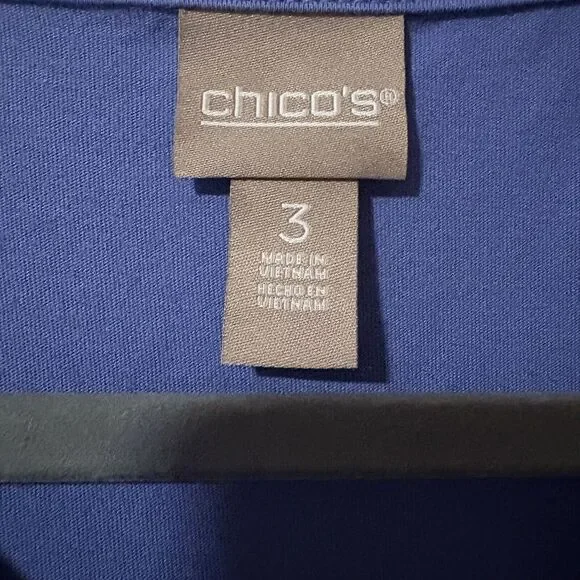 chico's®
3
MADE IN
VIETNAM
HECHO EN
VIETNAM